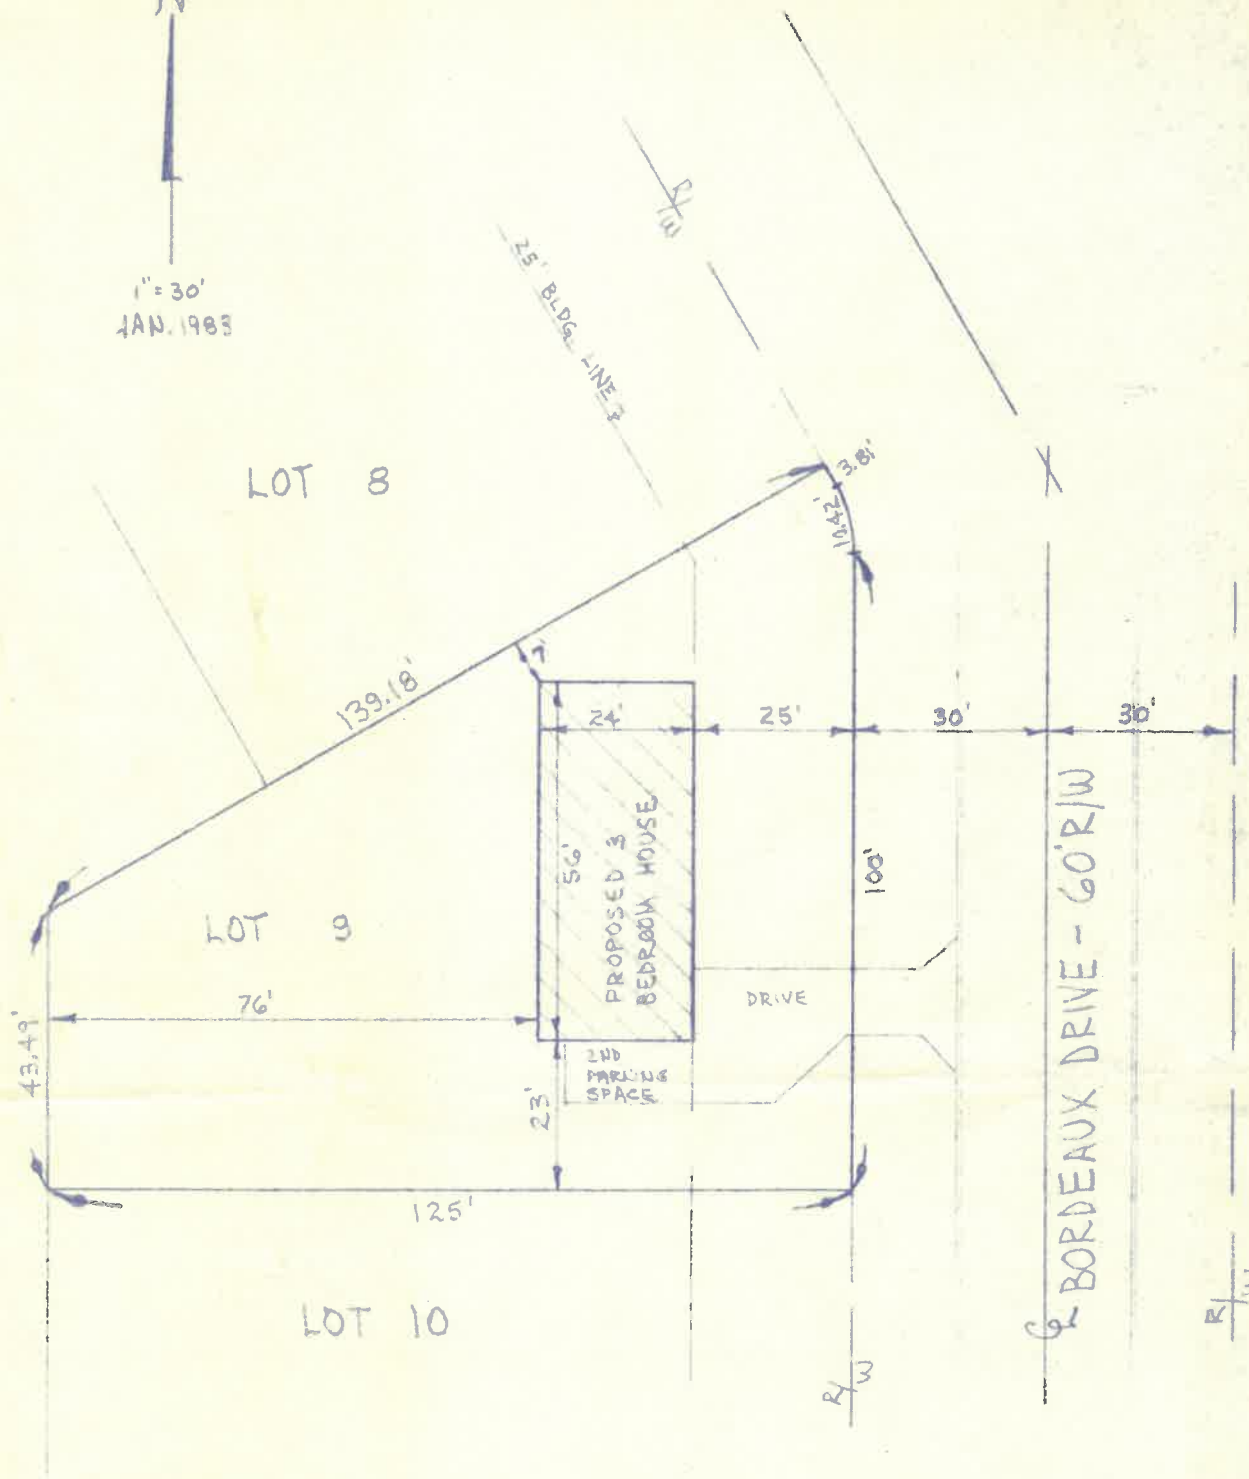 N
1"=30'
JAN. 1983
R/W
25' BLDG. LINE
LOT 8
3.81'
10.42'
139.18'
7'
24'
25'
30'
30'
56'
PROPOSED 3
BEDROOM HOUSE
100'
LOT 9
76'
DRIVE
43.49'
2ND
PARKING
SPACE
23'
125'
BORDEAUX DRIVE - 60' R/W
LOT 10
R/W
R/W